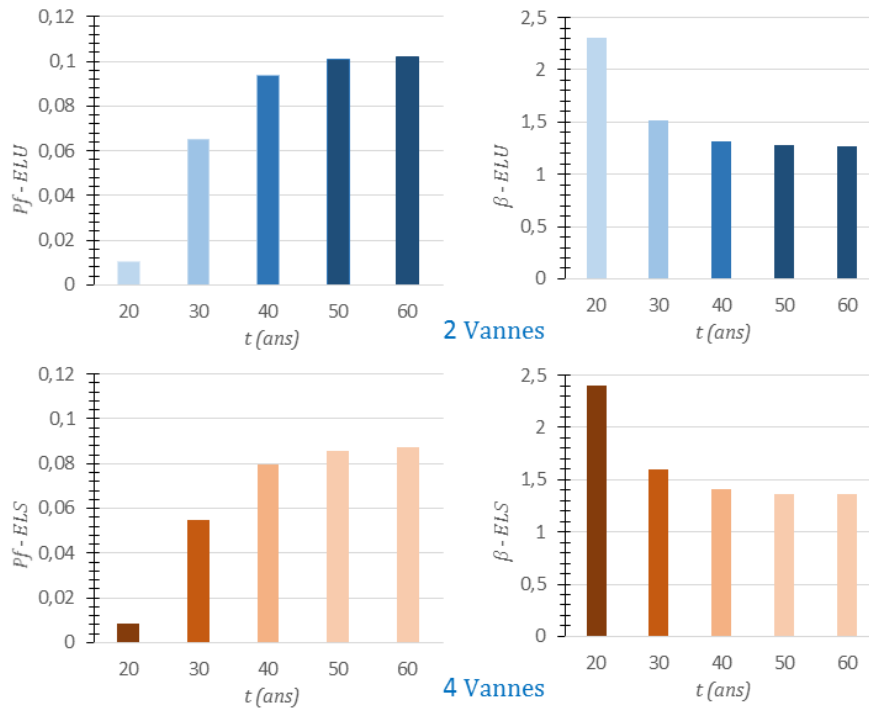 0,12
0,1
0,08
0,06
0,04
0,02
0
Pf - ELU
20 30 40 50 60
t (ans)
2,5
2
1,5
1
0,5
0
β - ELU
20 30 40 50 60
t (ans)
2 Vannes
0,12
0,1
0,08
0,06
0,04
0,02
0
Pf - ELS
20 30 40 50 60
t (ans)
2,5
2
1,5
1
0,5
0
β - ELS
20 30 40 50 60
t (ans)
4 Vannes